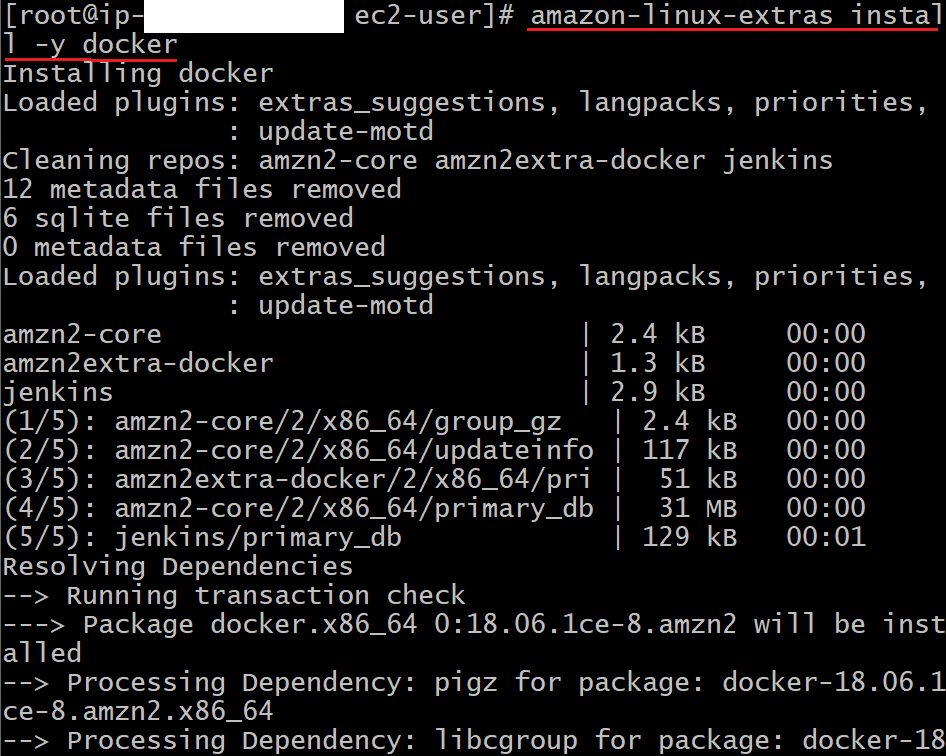 [root@ip- ec2-user]# amazon-linux-extras instal
l -y docker
Installing docker
Loaded plugins: extras_suggestions, langpacks, priorities,
: update-motd
Cleaning repos: amzn2-core amzn2extra-docker jenkins
12 metadata files removed
6 sqlite files removed
0 metadata files removed
Loaded plugins: extras_suggestions, langpacks, priorities,
: update-motd
amzn2-core | 2.4 kB 00:00
amzn2extra-docker | 1.3 kB 00:00
jenkins | 2.9 kB 00:00
(1/5): amzn2-core/2/x86_64/group_gz | 2.4 kB 00:00
(2/5): amzn2-core/2/x86_64/updateinfo | 117 kB 00:00
(3/5): amzn2extra-docker/2/x86_64/pri | 51 kB 00:00
(4/5): amzn2-core/2/x86_64/primary_db | 31 MB 00:00
(5/5): jenkins/primary_db | 129 kB 00:01
Resolving Dependencies
--> Running transaction check
---> Package docker.x86_64 0:18.06.1ce-8.amzn2 will be inst
alled
--> Processing Dependency: pigz for package: docker-18.06.1
ce-8.amzn2.x86_64
--> Processing Dependency: libcgroup for package: docker-18